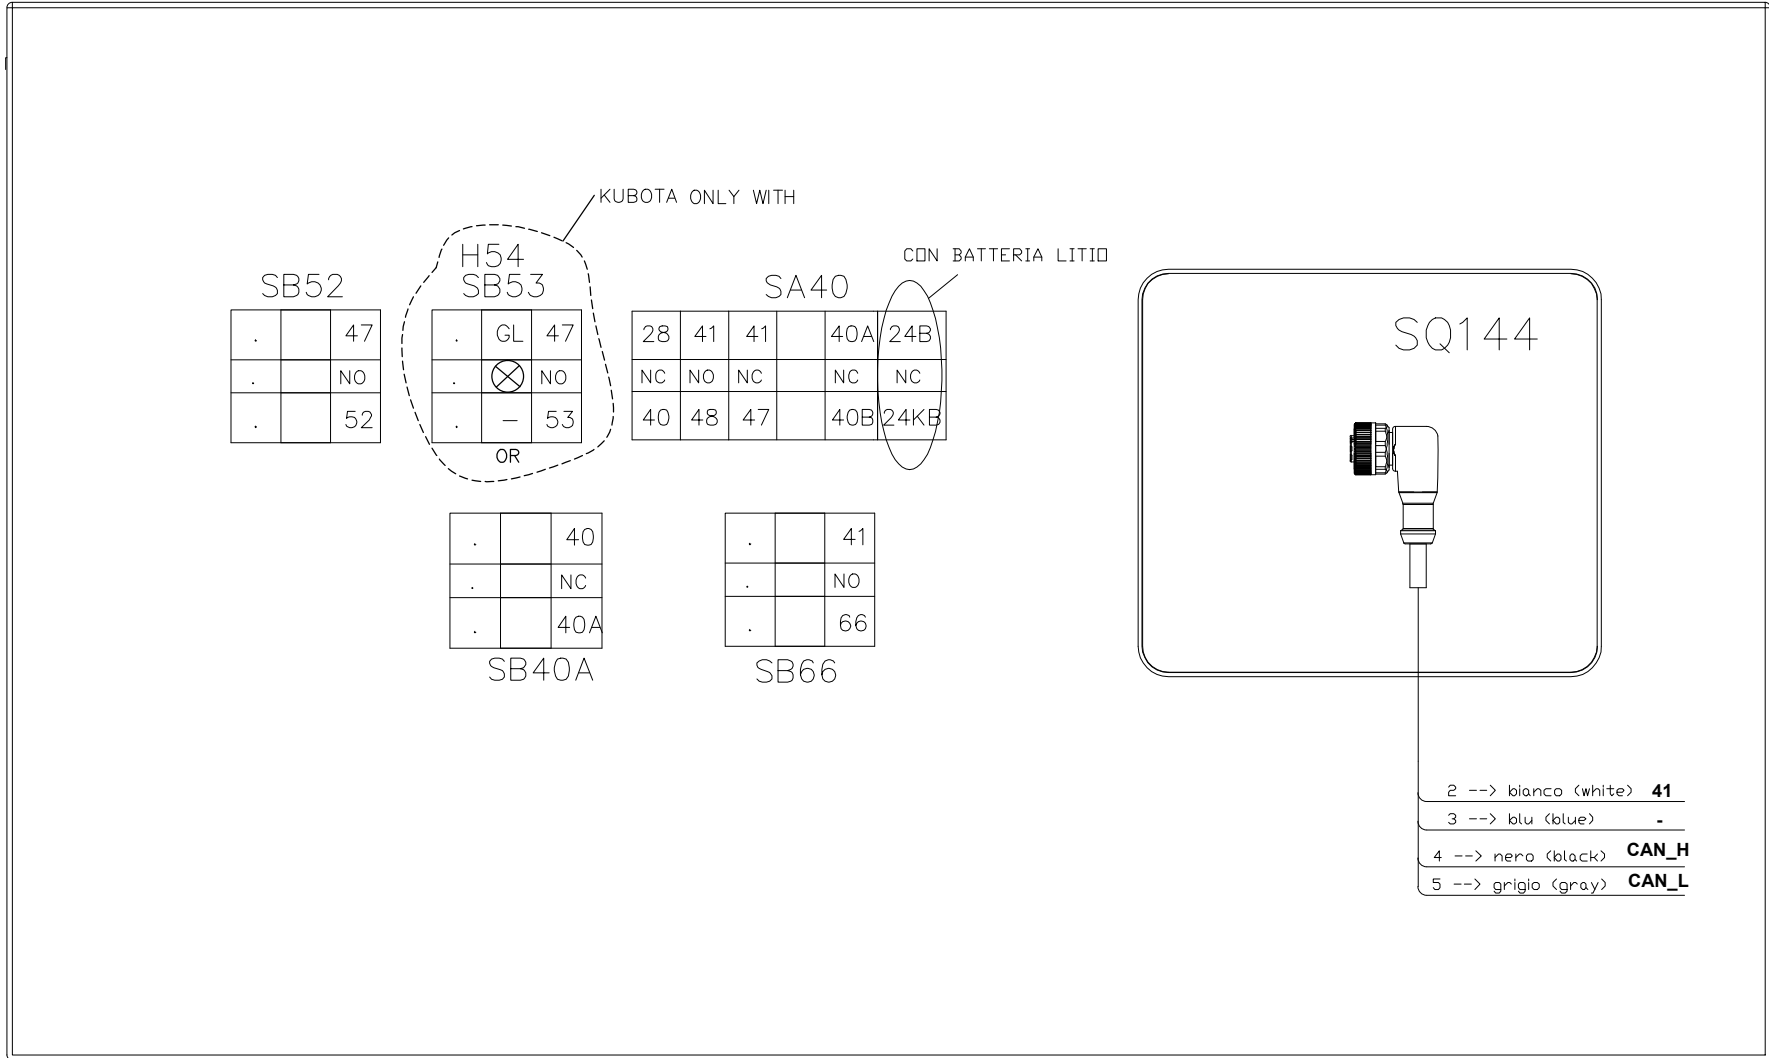 KUBOTA ONLY WITH
CON BATTERIA LITIO
H54
SB52 SB53 SA40
. 47
. NO
. 52
. GL 47
. NO
. — 53
OR
28 41 41 40A 24B
NC NO NC NC NC
40 48 47 40B 24KB
SQ144
. 40
. NC
. 40A
SB40A
. 41
. NO
. 66
SB66
2 --> bianco (white) 41
3 --> blu (blue) -
4 --> nero (black) CAN_H
5 --> grigio (gray) CAN_L